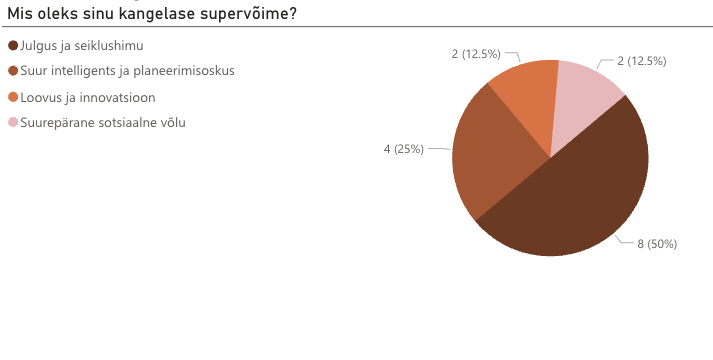 Mis oleks sinu kangelase supervõime?
Julgus ja seiklushimu
Suur intelligents ja planeerimisoskus
Loovus ja innovatsioon
Suurepärane sotsiaalne võlu
2 (12.5%)
2 (12.5%)
4 (25%)
8 (50%)